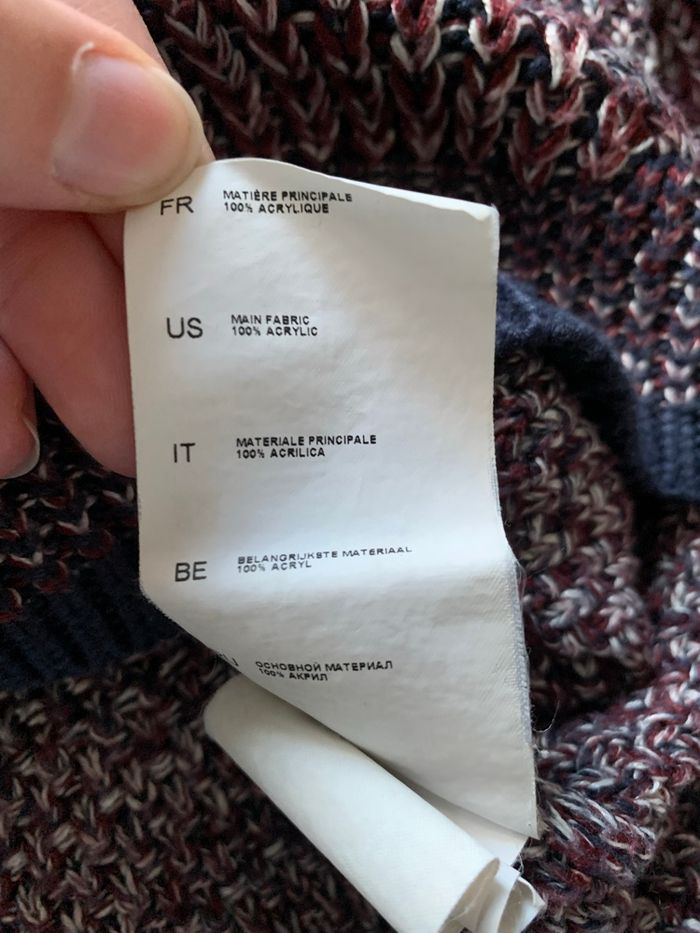 FR MATIÈRE PRINCIPALE
100% ACRYLIQUE
US MAIN FABRIC
100% ACRYLIC
IT MATERIALE PRINCIPALE
100% ACRILICA
BE BELANGRIJKSTE MATERIAAL
100% ACRYL
ОСНОВНОЙ МАТЕРИАЛ
100% АКРИЛ